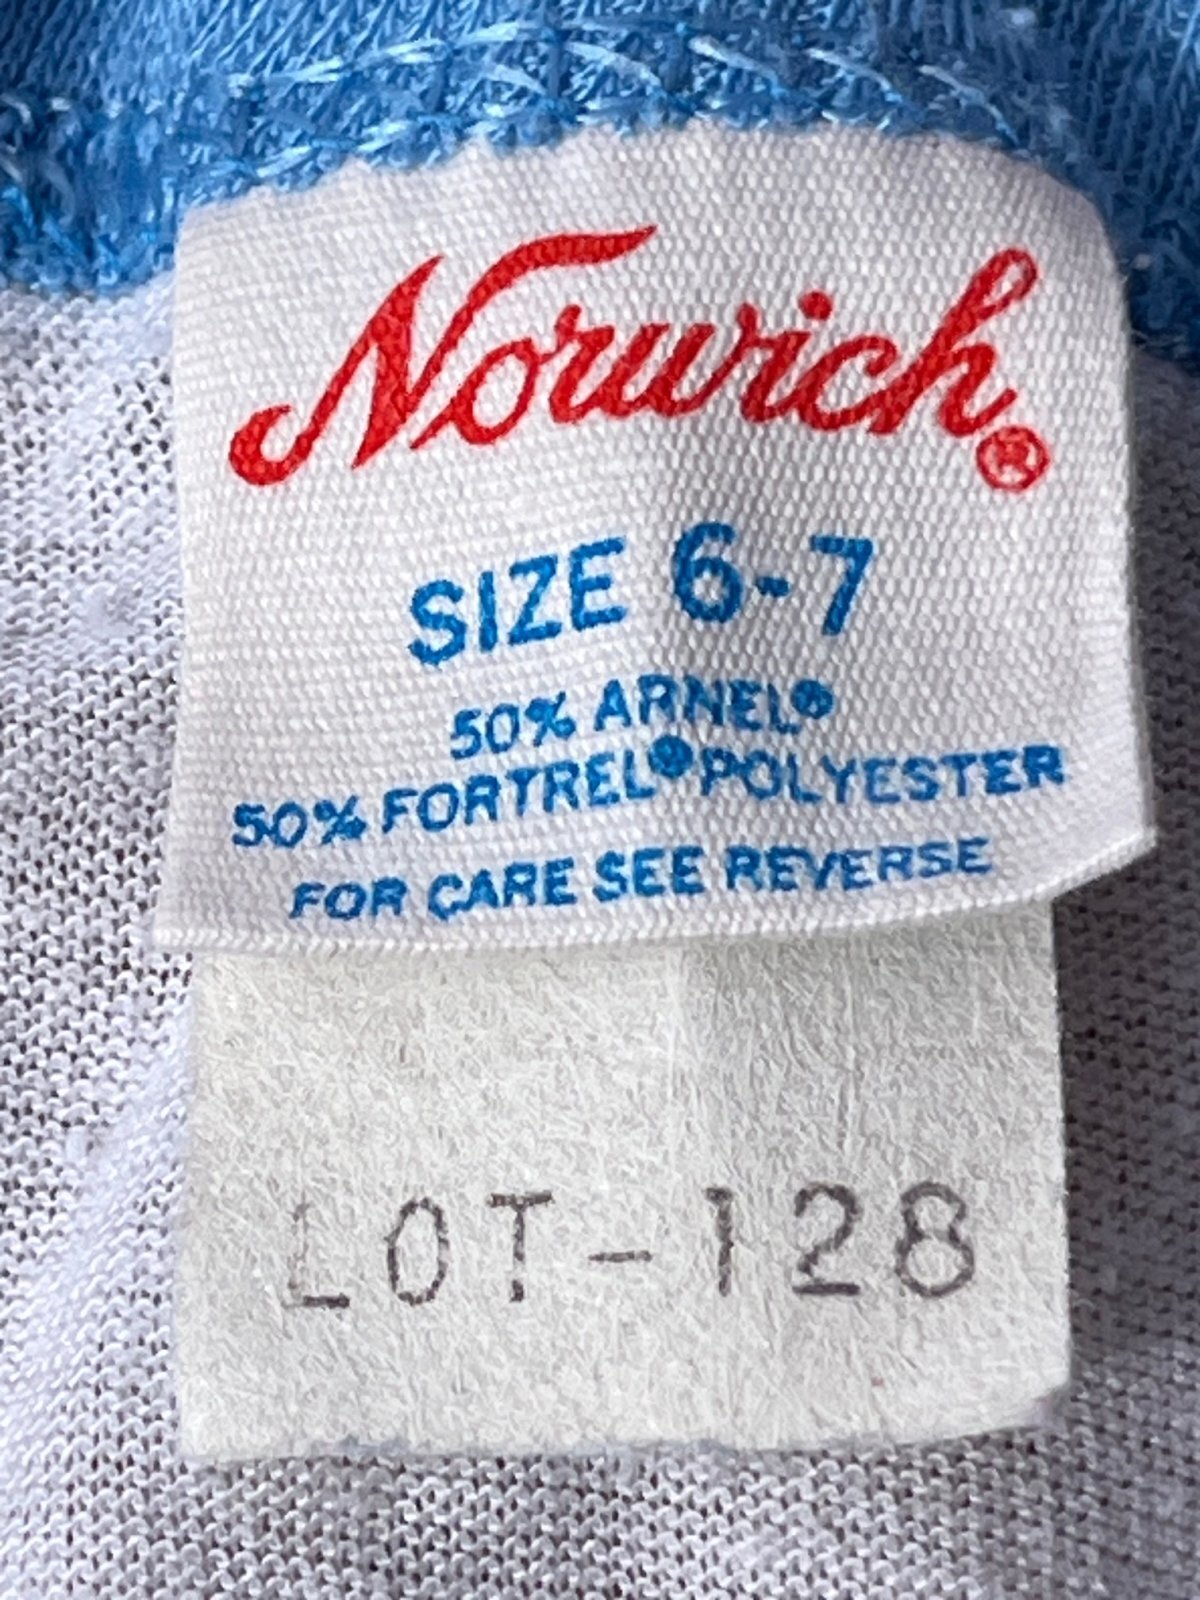 Norwich®
SIZE 6-7
50% ARNEL®
50% FORTREL® POLYESTER
FOR CARE SEE REVERSE
LOT-128